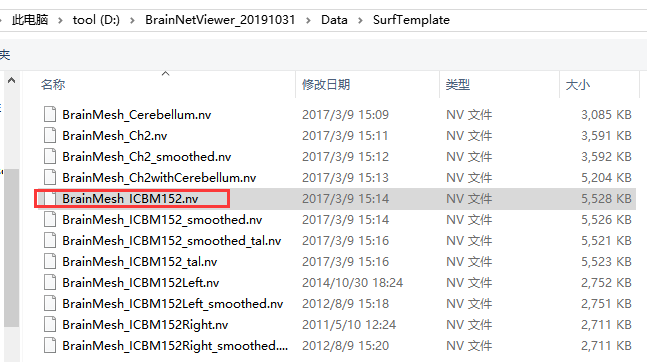 此电脑 > tool (D:) > BrainNetViewer_20191031 > Data > SurfTemplate
夹
名称 修改日期 类型 大小
BrainMesh_Cerebellum.nv 2017/3/9 15:09 NV 文件 3,085 KB
BrainMesh_Ch2.nv 2017/3/9 15:11 NV 文件 3,591 KB
BrainMesh_Ch2_smoothed.nv 2017/3/9 15:12 NV 文件 3,592 KB
BrainMesh_Ch2withCerebellum.nv 2017/3/9 15:13 NV 文件 5,204 KB
BrainMesh_ICBM152.nv 2017/3/9 15:14 NV 文件 5,528 KB
BrainMesh_ICBM152_smoothed.nv 2017/3/9 15:14 NV 文件 5,526 KB
BrainMesh_ICBM152_smoothed_tal.nv 2017/3/9 15:16 NV 文件 5,521 KB
BrainMesh_ICBM152_tal.nv 2017/3/9 15:16 NV 文件 5,523 KB
BrainMesh_ICBM152Left.nv 2014/10/30 18:24 NV 文件 2,752 KB
BrainMesh_ICBM152Left_smoothed.nv 2012/8/9 15:18 NV 文件 2,751 KB
BrainMesh_ICBM152Right.nv 2011/5/10 12:24 NV 文件 2,711 KB
BrainMesh_ICBM152Right_smoothed.... 2012/8/9 15:20 NV 文件 2,711 KB